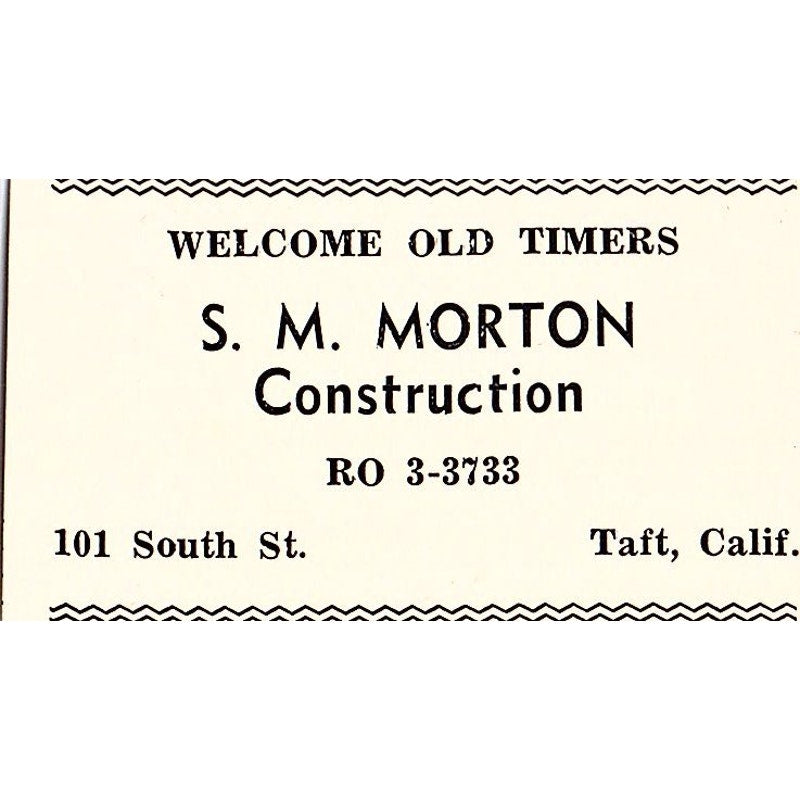 WELCOME OLD TIMERS
S. M. MORTON
Construction
RO 3-3733
101 South St. Taft, Calif.